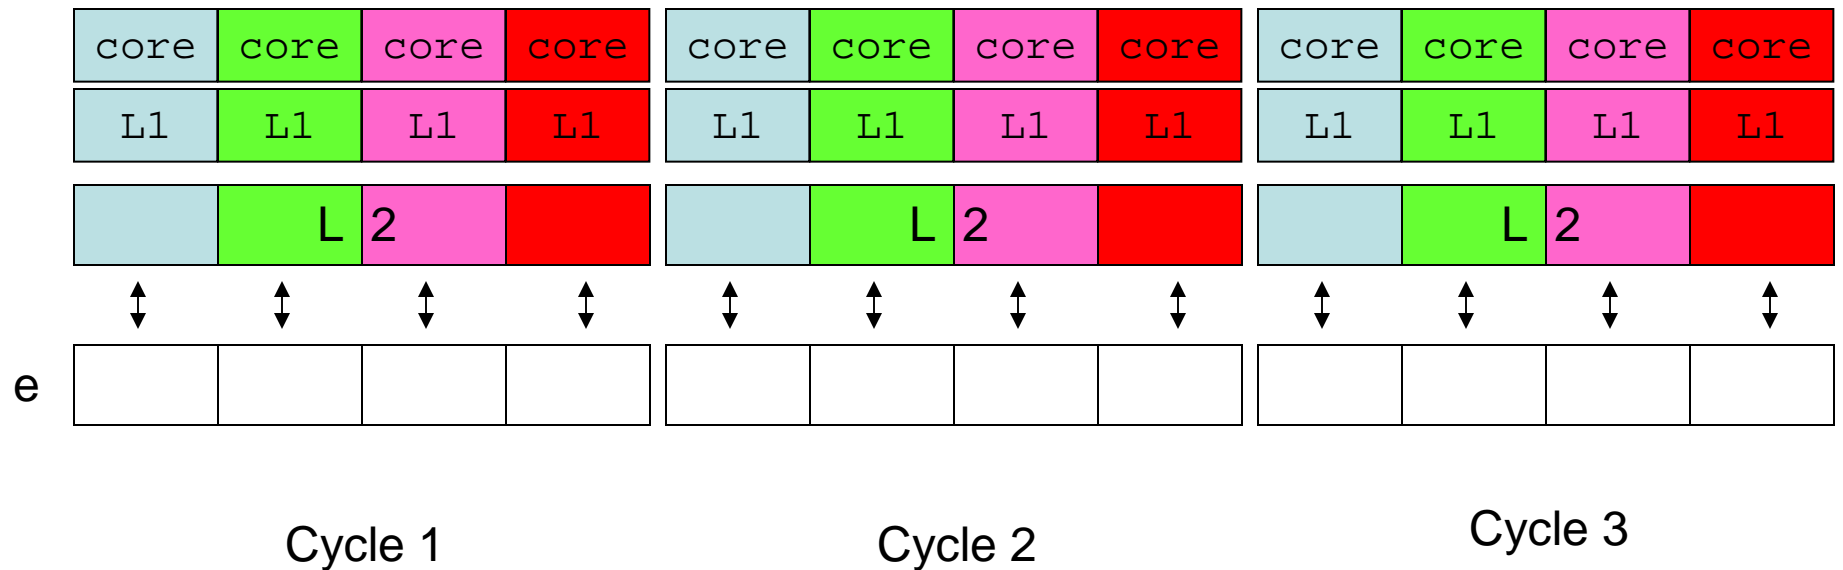 core core core core core core core core core core core core
L1 L1 L1 L1 L1 L1 L1 L1 L1 L1 L1 L1
L 2 L 2 L 2
e
Cycle 1 Cycle 2 Cycle 3